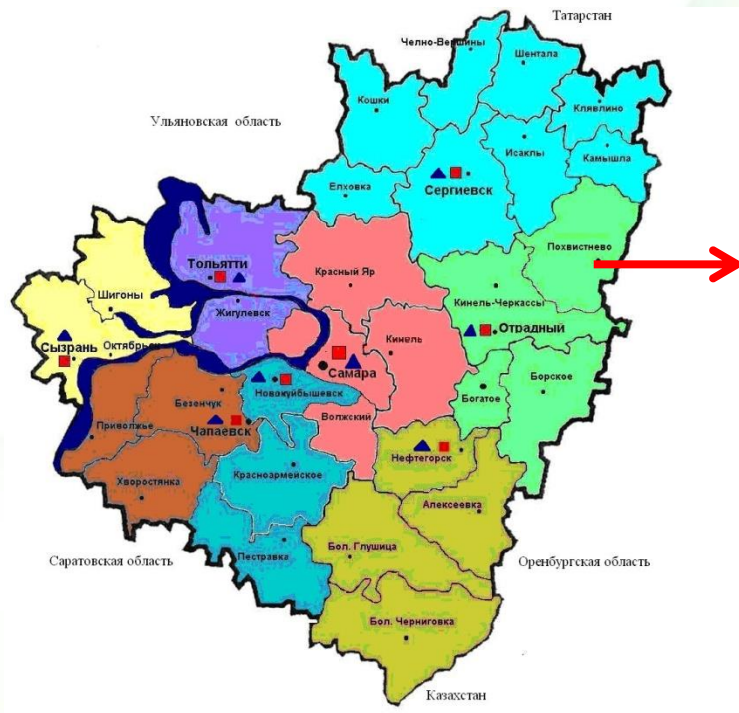 Татарстан
Челно-Вершины
Шентала
Кошки
Клявлино
Ульяновская область
Исаклы
Камышла
Сергиевск
Елховка
Похвистнево
Тольятти
Красный Яр
Шигоны
Кинель-Черкассы
Жигулевск
Отрадный
Сызрань
Октябрьск
Кинель
Самара
Новокуйбышевск
Безенчук
Богатое
Борское
Волжский
Приволжье
Чапаевск
Нефтегорск
Хворостянка
Красноармейское
Алексеевка
Саратовская область
Пестравка
Бол. Глушица
Оренбургская область
Бол. Черниговка
Казахстан